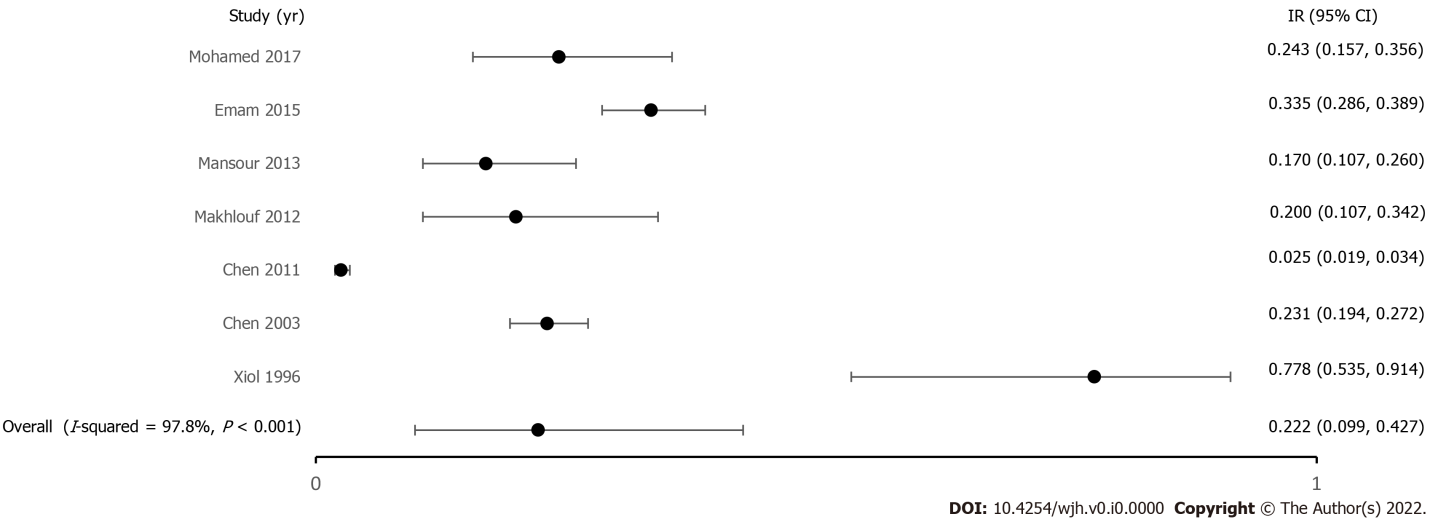 Study (yr) IR (95% CI)
Mohamed 2017 0.243 (0.157, 0.356)
Emam 2015 0.335 (0.286, 0.389)
Mansour 2013 0.170 (0.107, 0.260)
Makhlouf 2012 0.200 (0.107, 0.342)
Chen 2011 0.025 (0.019, 0.034)
Chen 2003 0.231 (0.194, 0.272)
Xiol 1996 0.778 (0.535, 0.914)
Overall (I-squared = 97.8%, P < 0.001) 0.222 (0.099, 0.427)
0 1
DOI: 10.4254/wjh.v0.i0.0000 Copyright © The Author(s) 2022.